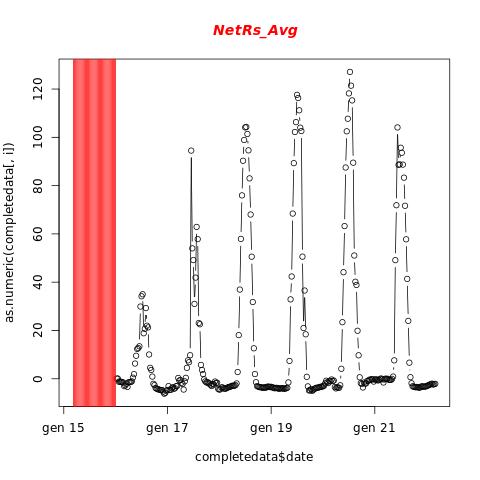 NetRs_Avg
as.numeric(completedata[, i])
120
100
80
60
40
20
0
gen 15
gen 17
gen 19
gen 21
completedata$date